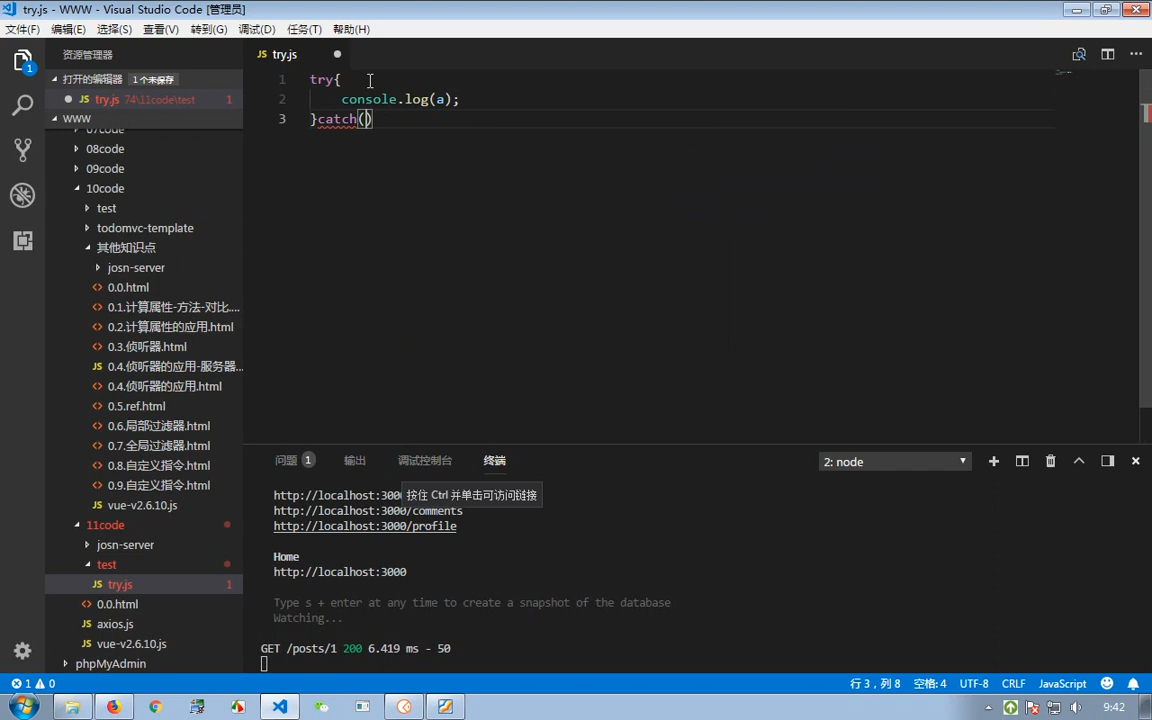 try.js - WWW - Visual Studio Code [管理员]
文件(F) 编辑(E) 选择(S) 查看(V) 转到(G) 调试(D) 任务(T) 帮助(H)
资源管理器
打开的编辑器 1 个未保存
try.js 74\11code\test 1
WWW
07code
08code
09code
10code
test
todomvc-template
其他知识点
josn-server
0.0.html
0.1.计算属性-方法-对比....
0.2.计算属性的应用.html
0.3.侦听器.html
JS 0.4.侦听器的应用-服务器...
0.4.侦听器的应用.html
0.5.ref.html
0.6.局部过滤器.html
0.7.全局过滤器.html
0.8.自定义指令.html
0.9.自定义指令.html
JS vue-v2.6.10.js
11code
josn-server
test
JS try.js 1
0.0.html
JS axios.js
JS vue-v2.6.10.js
phpMyAdmin
JS try.js
1 try{
2 console.log(a);
3 }catch()
问题 1 输出 调试控制台 终端 2: node
http://localhost:3000
按住 Ctrl 并单击可访问链接
http://localhost:3000/comments
http://localhost:3000/profile
Home
http://localhost:3000
Type s + enter at any time to create a snapshot of the database
Watching...
GET /posts/1 200 6.419 ms - 50
1 0 行 3，列 8 空格: 4 UTF-8 CRLF JavaScript
9:42